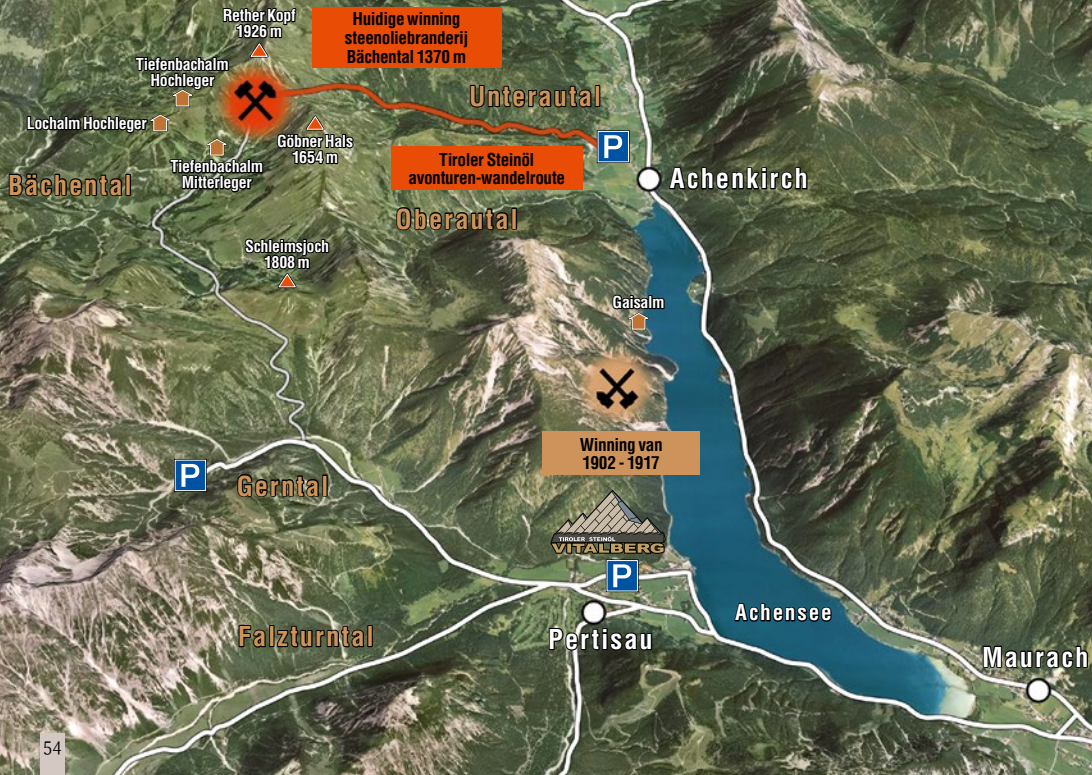 Rether Kopf
1926 m
Huidige winning
steenoliebranderij
Bächental 1370 m
Tiefenbachalm
Hochleger
Lochalm Hochleger
Tiefenbachalm
Mitterleger
Göbner Hals
1654 m
Unterautal
P
Tiroler Steinöl
avonturen-wandelroute
Achenkirch
Bächental
Oberautal
Schleimsjoch
1808 m
Gaisalm
Winning van
1902 - 1917
P
Gerntal
TIROLER STEINÖL
VITALBERG
P
Falzturntal
Pertisau
Achensee
Maurach
54